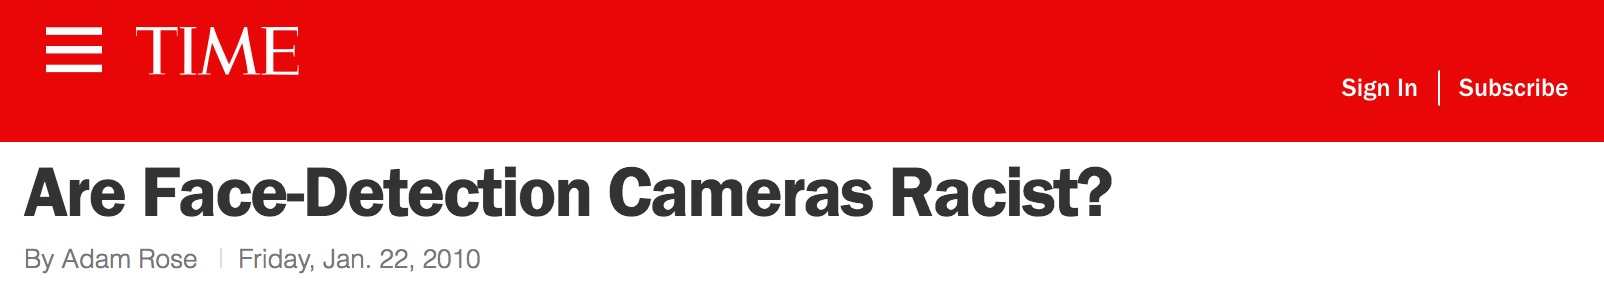 TIME
Sign In | Subscribe
Are Face-Detection Cameras Racist?
By Adam Rose | Friday, Jan. 22, 2010